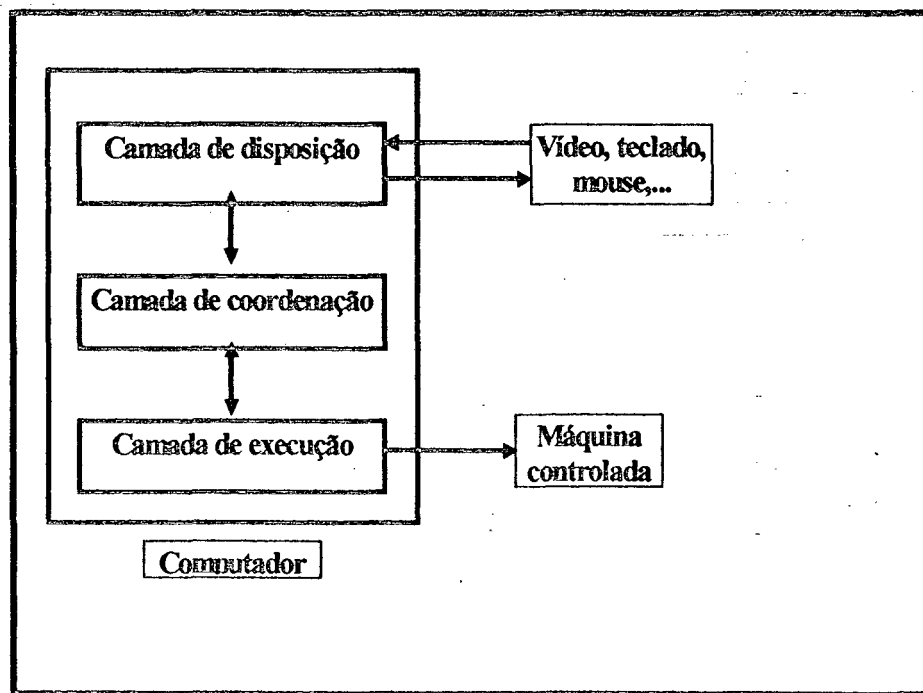 Camada de disposição
Vídeo, teclado,
mouse,...
Camada de coordenação
Camada de execução
Máquina
controlada
Computador